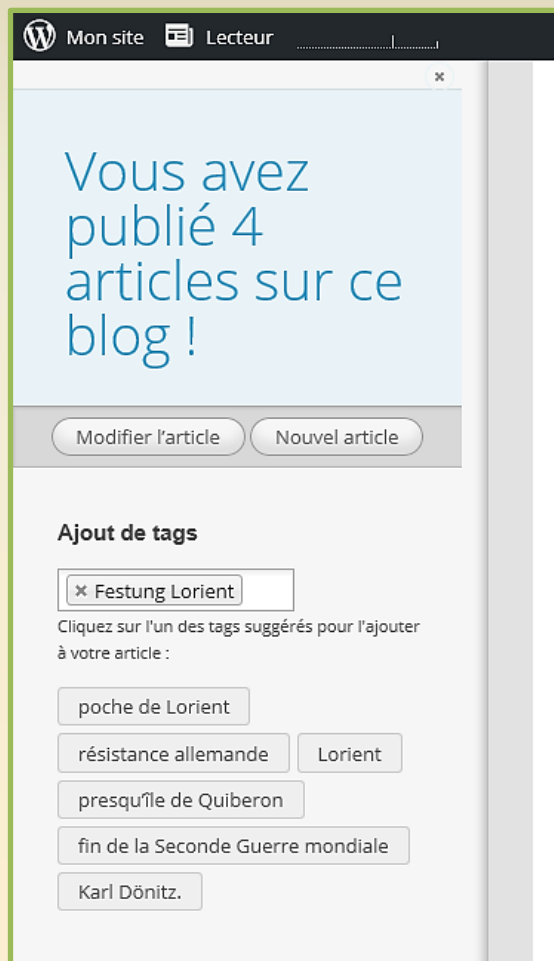 Mon site Lecteur
Vous avez
publié 4
articles sur ce
blog !
Modifier l'article Nouvel article
Ajout de tags
× Festung Lorient
Cliquez sur l'un des tags suggérés pour l'ajouter
à votre article :
poche de Lorient
résistance allemande Lorient
presqu'île de Quiberon
fin de la Seconde Guerre mondiale
Karl Dönitz.